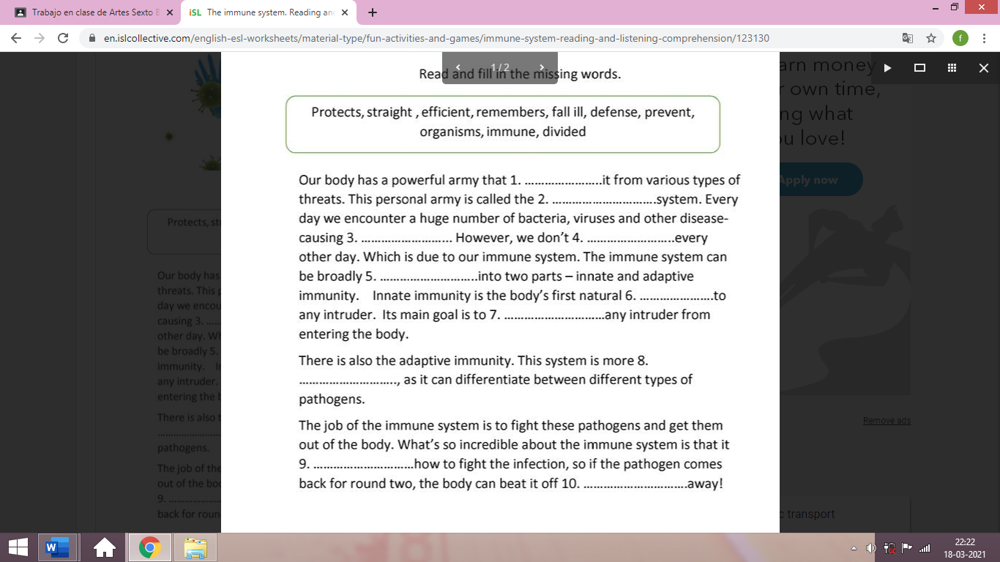 Trabajo en clase de Artes Sexto B
iSL The immune system. Reading and
en.islcollective.com/english-esl-worksheets/material-type/fun-activities-and-games/immune-system-reading-and-listening-comprehension/123130
f
1 / 2
Read and fill in the missing words.
Protects, straight , efficient, remembers, fall ill, defense, prevent,
organisms, immune, divided
Our body has a powerful army that 1. …………………..it from various types of
threats. This personal army is called the 2. ………………………….system. Every
day we encounter a huge number of bacteria, viruses and other disease-
causing 3. ……………………... However, we don’t 4. ……………………..every
other day. Which is due to our immune system. The immune system can
be broadly 5. ………………………..into two parts – innate and adaptive
immunity. Innate immunity is the body’s first natural 6. ………………….to
any intruder. Its main goal is to 7. …………………………any intruder from
entering the body.
There is also the adaptive immunity. This system is more 8.
……………………….., as it can differentiate between different types of
pathogens.
The job of the immune system is to fight these pathogens and get them
out of the body. What’s so incredible about the immune system is that it
9. …………………………how to fight the infection, so if the pathogen comes
back for round two, the body can beat it off 10. ………………………….away!
Protects, str
Our body has
threats. This p
day we encou
causing 3. ……
other day. Wh
be broadly 5.
immunity. In
any intruder.
entering the b
There is also t
pathogens.
The job of the
out of the bod
9. ………………
back for roun
arn money
r own time,
ng what
u love!
Apply now
Remove ads
c transport
W
22:22
18-03-2021